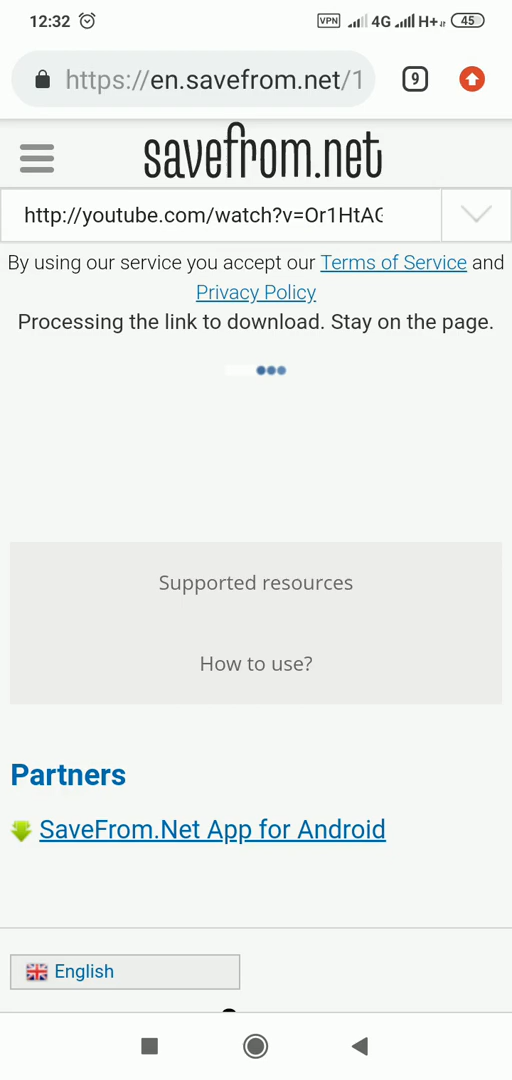 12:32 VPN 4G H+ 45
https://en.savefrom.net/1 9
savefrom.net
http://youtube.com/watch?v=Or1HtAG
By using our service you accept our Terms of Service and
Privacy Policy
Processing the link to download. Stay on the page.
Supported resources
How to use?
Partners
SaveFrom.Net App for Android
English